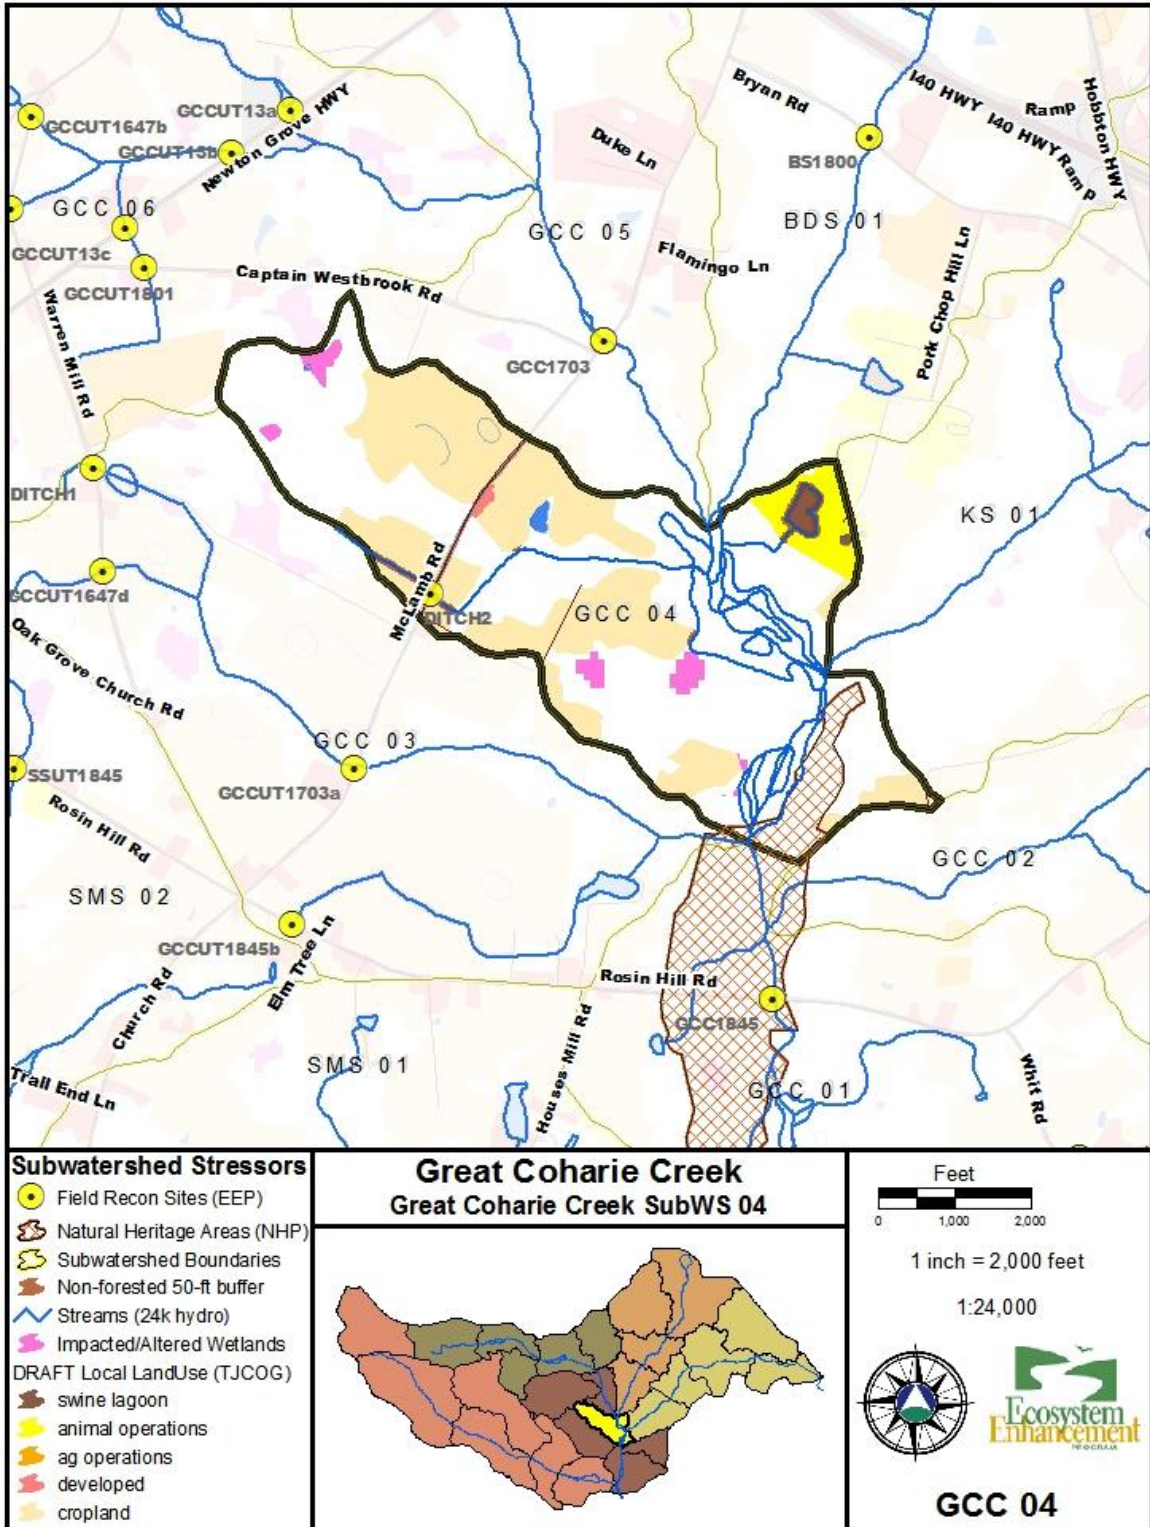 Bryan Rd
I40 HWY I40 HWY Ramp
Ramp
Hobbton HWY
GCCUT13a
GCCUT1647b
GCCUT13b
Newton Grove HWY
Duke Ln
BS1800
GCC 06
BDS 01
GCC 05
GCCUT13c
Flamingo Ln
Captain Westbrook Rd
GCCUT1801
Pork Chop Hill Ln
Warren Mill Rd
GCC1703
DITCH1
KS 01
McLamb Rd
GCCUT1647d
DITCH2
GCC 04
Oak Grove Church Rd
GCC 03
SSUT1845
GCCUT1703a
Rosin Hill Rd
GCC 02
SMS 02
GCCUT1845b
Elm Tree Ln
Rosin Hill Rd
Church Rd
GCC1845
Houses Mill Rd
SMS 01
Trail End Ln
GCC 01
Whit Rd
Subwatershed Stressors
Field Recon Sites (EEP)
Natural Heritage Areas (NHP)
Subwatershed Boundaries
Non-forested 50-ft buffer
Streams (24k hydro)
Impacted/Altered Wetlands
DRAFT Local LandUse (TJCOG)
swine lagoon
animal operations
ag operations
developed
cropland
Great Coharie Creek
Great Coharie Creek SubWS 04
Feet
0 1,000 2,000
1 inch = 2,000 feet
1:24,000
Ecosystem
Enhancement
PROGRAM
GCC 04